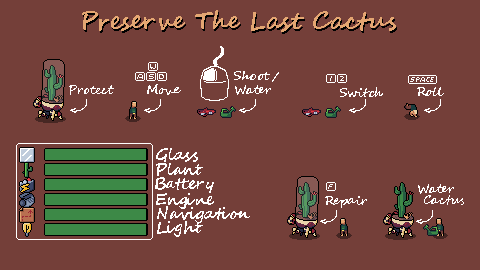 Preserve The Last Cactus
Protect
W
A S D
Move
Shoot/
Water
1 2
Switch
SPACE
Roll
Glass
Plant
Battery
Engine
Navigation
Light
F
Repair
Water
Cactus